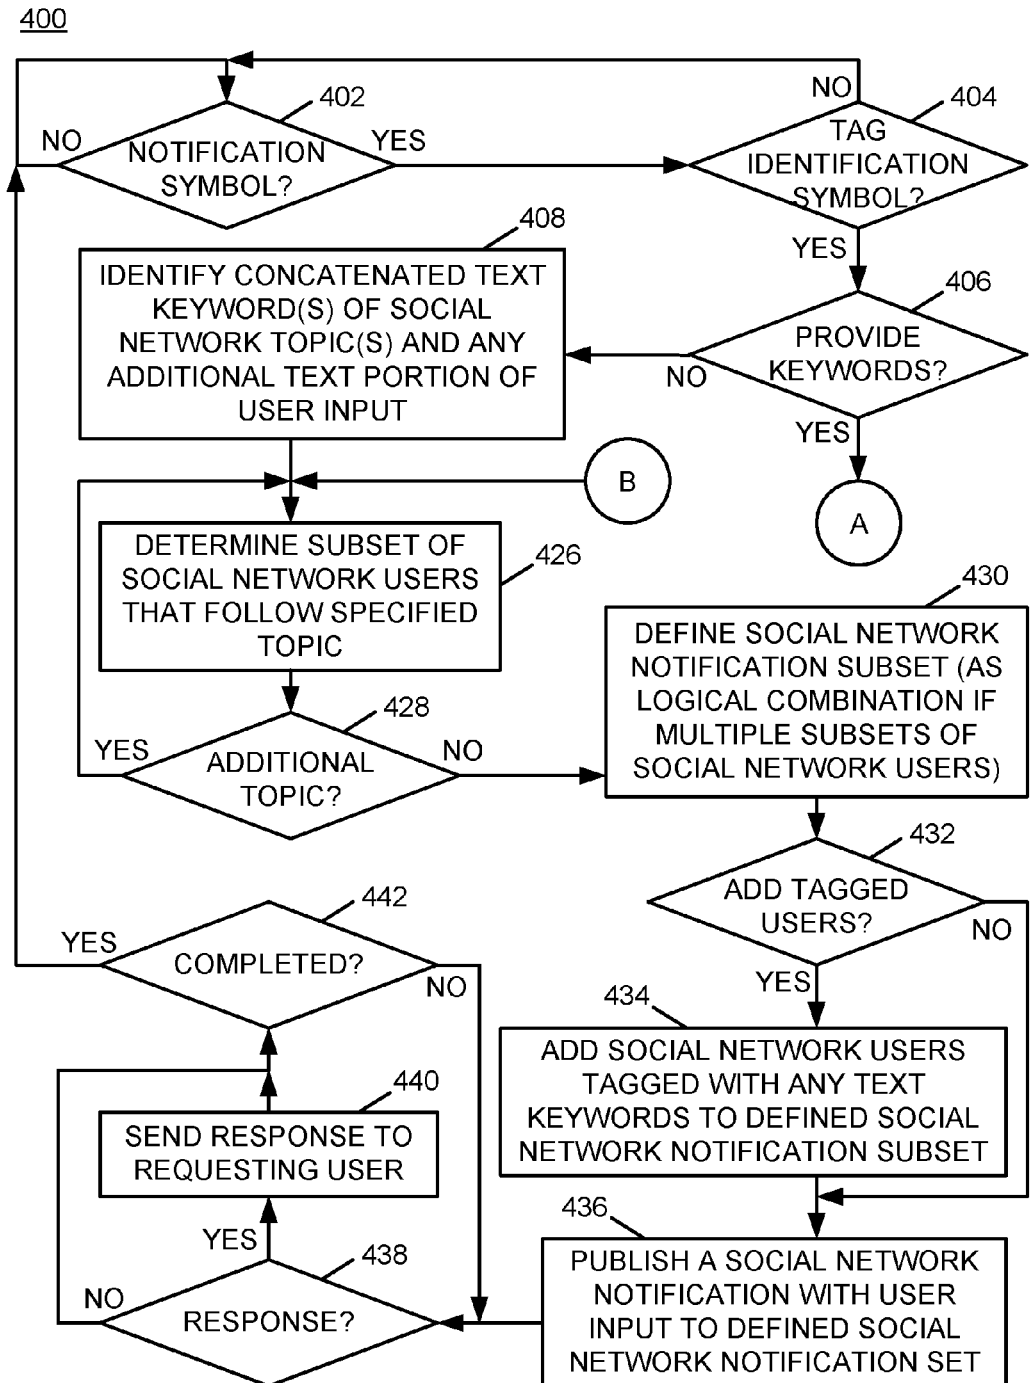 400
402
NO
NOTIFICATION
SYMBOL?
YES
NO
404
TAG
IDENTIFICATION
SYMBOL?
YES
408
IDENTIFY CONCATENATED TEXT
KEYWORD(S) OF SOCIAL
NETWORK TOPIC(S) AND ANY
ADDITIONAL TEXT PORTION OF
USER INPUT
406
PROVIDE
KEYWORDS?
NO
YES
B
A
DETERMINE SUBSET OF
SOCIAL NETWORK USERS
THAT FOLLOW SPECIFIED
TOPIC
426
428
YES
ADDITIONAL
TOPIC?
NO
430
DEFINE SOCIAL NETWORK
NOTIFICATION SUBSET (AS
LOGICAL COMBINATION IF
MULTIPLE SUBSETS OF
SOCIAL NETWORK USERS)
432
ADD TAGGED
USERS?
NO
YES
434
ADD SOCIAL NETWORK USERS
TAGGED WITH ANY TEXT
KEYWORDS TO DEFINED SOCIAL
NETWORK NOTIFICATION SUBSET
436
PUBLISH A SOCIAL NETWORK
NOTIFICATION WITH USER
INPUT TO DEFINED SOCIAL
NETWORK NOTIFICATION SET
442
YES
COMPLETED?
NO
440
SEND RESPONSE TO
REQUESTING USER
YES
438
NO
RESPONSE?